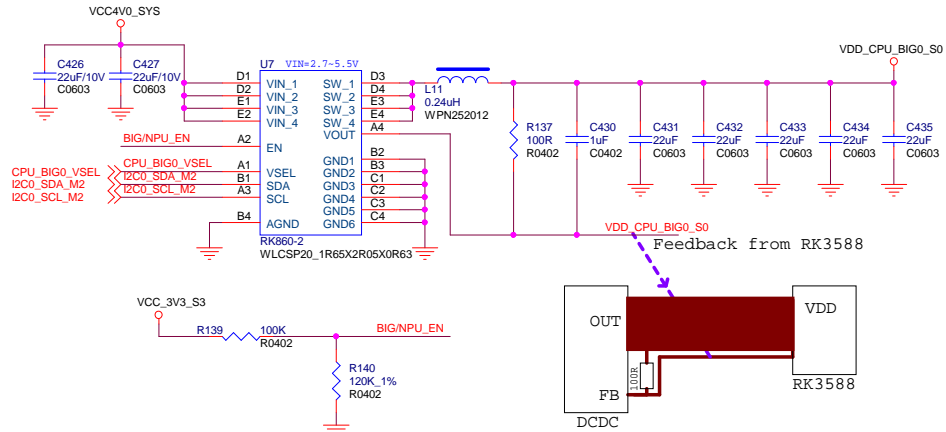 VCC4V0_SYS
C426
22uF/10V
C0603
C427
22uF/10V
C0603
U7
VIN=2.7~5.5V
D1
D2
E1
E2
A2
A1
B1
A3
B4
VIN_1
VIN_2
VIN_3
VIN_4
EN
VSEL
SDA
SCL
AGND
SW_1
SW_2
SW_3
SW_4
VOUT
GND1
GND2
GND3
GND4
GND5
GND6
D3
D4
E3
E4
A4
B2
B3
C1
C2
C3
C4
RK860-2
WLCSP20_1R65X2R05X0R63
BIG/NPU_EN
CPU_BIG0_VSEL
I2C0_SDA_M2
I2C0_SCL_M2
CPU_BIG0_VSEL
I2C0_SDA_M2
I2C0_SCL_M2
L11
0.24uH
WPN252012
VDD_CPU_BIG0_S0
R137
100R
R0402
C430
1uF
C0402
C431
22uF
C0603
C432
22uF
C0603
C433
22uF
C0603
C434
22uF
C0603
C435
22uF
C0603
VDD_CPU_BIG0_S0
Feedback from RK3588
VCC_3V3_S3
R139
100K
R0402
BIG/NPU_EN
R140
120K_1%
R0402
OUT
VDD
100R
FB
DCDC
RK3588